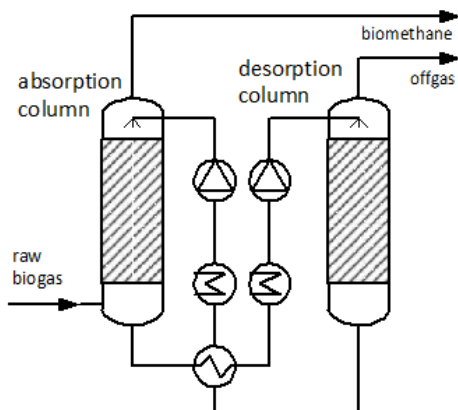 biomethane
offgas
absorption
column
desorption
column
raw
biogas